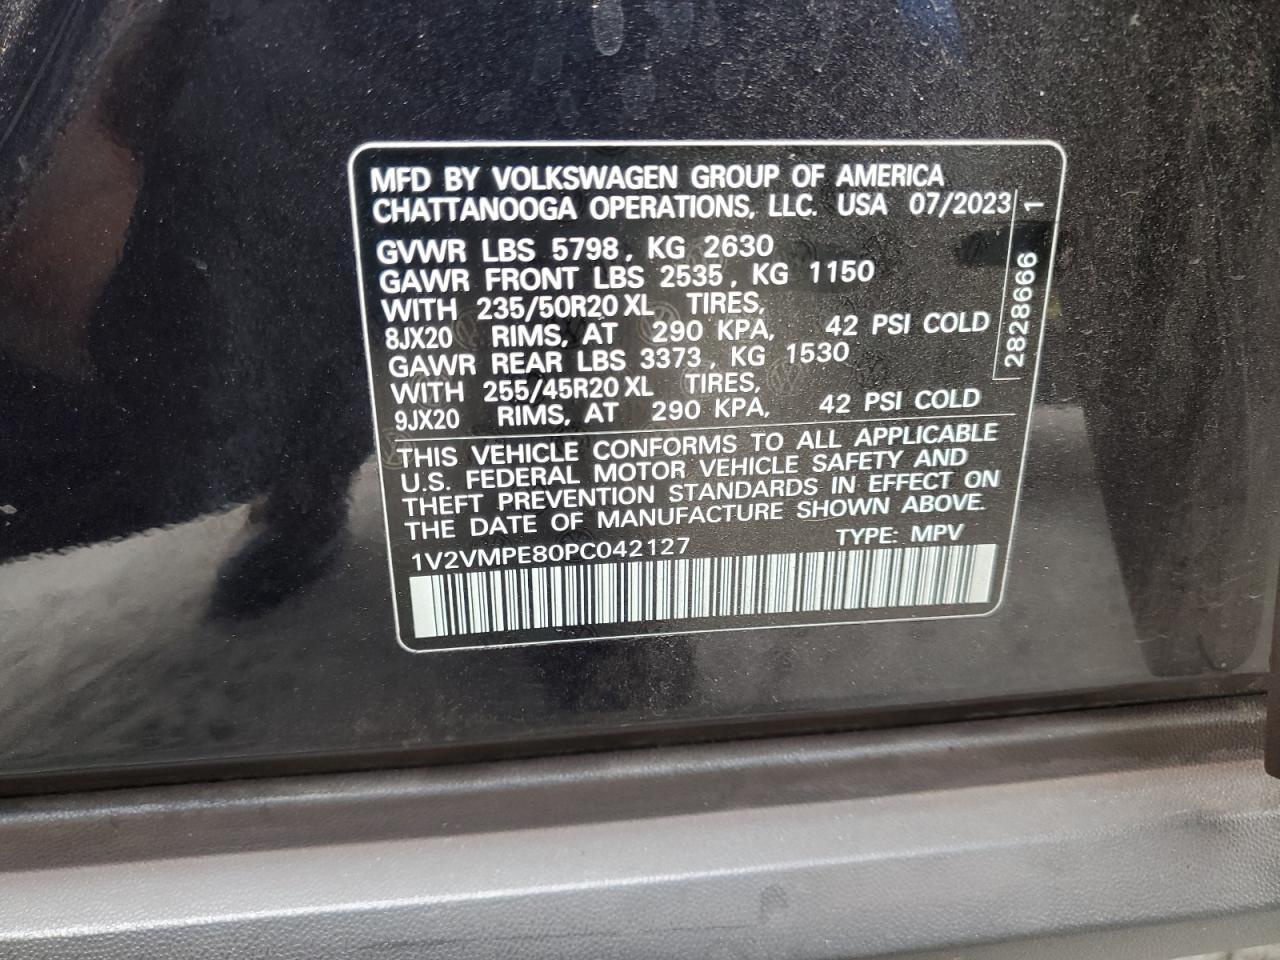 MFD BY VOLKSWAGEN GROUP OF AMERICA
CHATTANOOGA OPERATIONS, LLC. USA 07/2023
GVWR LBS 5798, KG 2630
GAWR FRONT LBS 2535, KG 1150
WITH 235/50R20 XL TIRES,
8JX20 RIMS, AT 290 KPA, 42 PSI COLD
GAWR REAR LBS 3373, KG 1530
WITH 255/45R20 XL TIRES,
9JX20 RIMS, AT 290 KPA, 42 PSI COLD
THIS VEHICLE CONFORMS TO ALL APPLICABLE
U.S. FEDERAL MOTOR VEHICLE SAFETY AND
THEFT PREVENTION STANDARDS IN EFFECT ON
THE DATE OF MANUFACTURE SHOWN ABOVE.
1V2VMPE80PC042127 TYPE: MPV
2828666 1